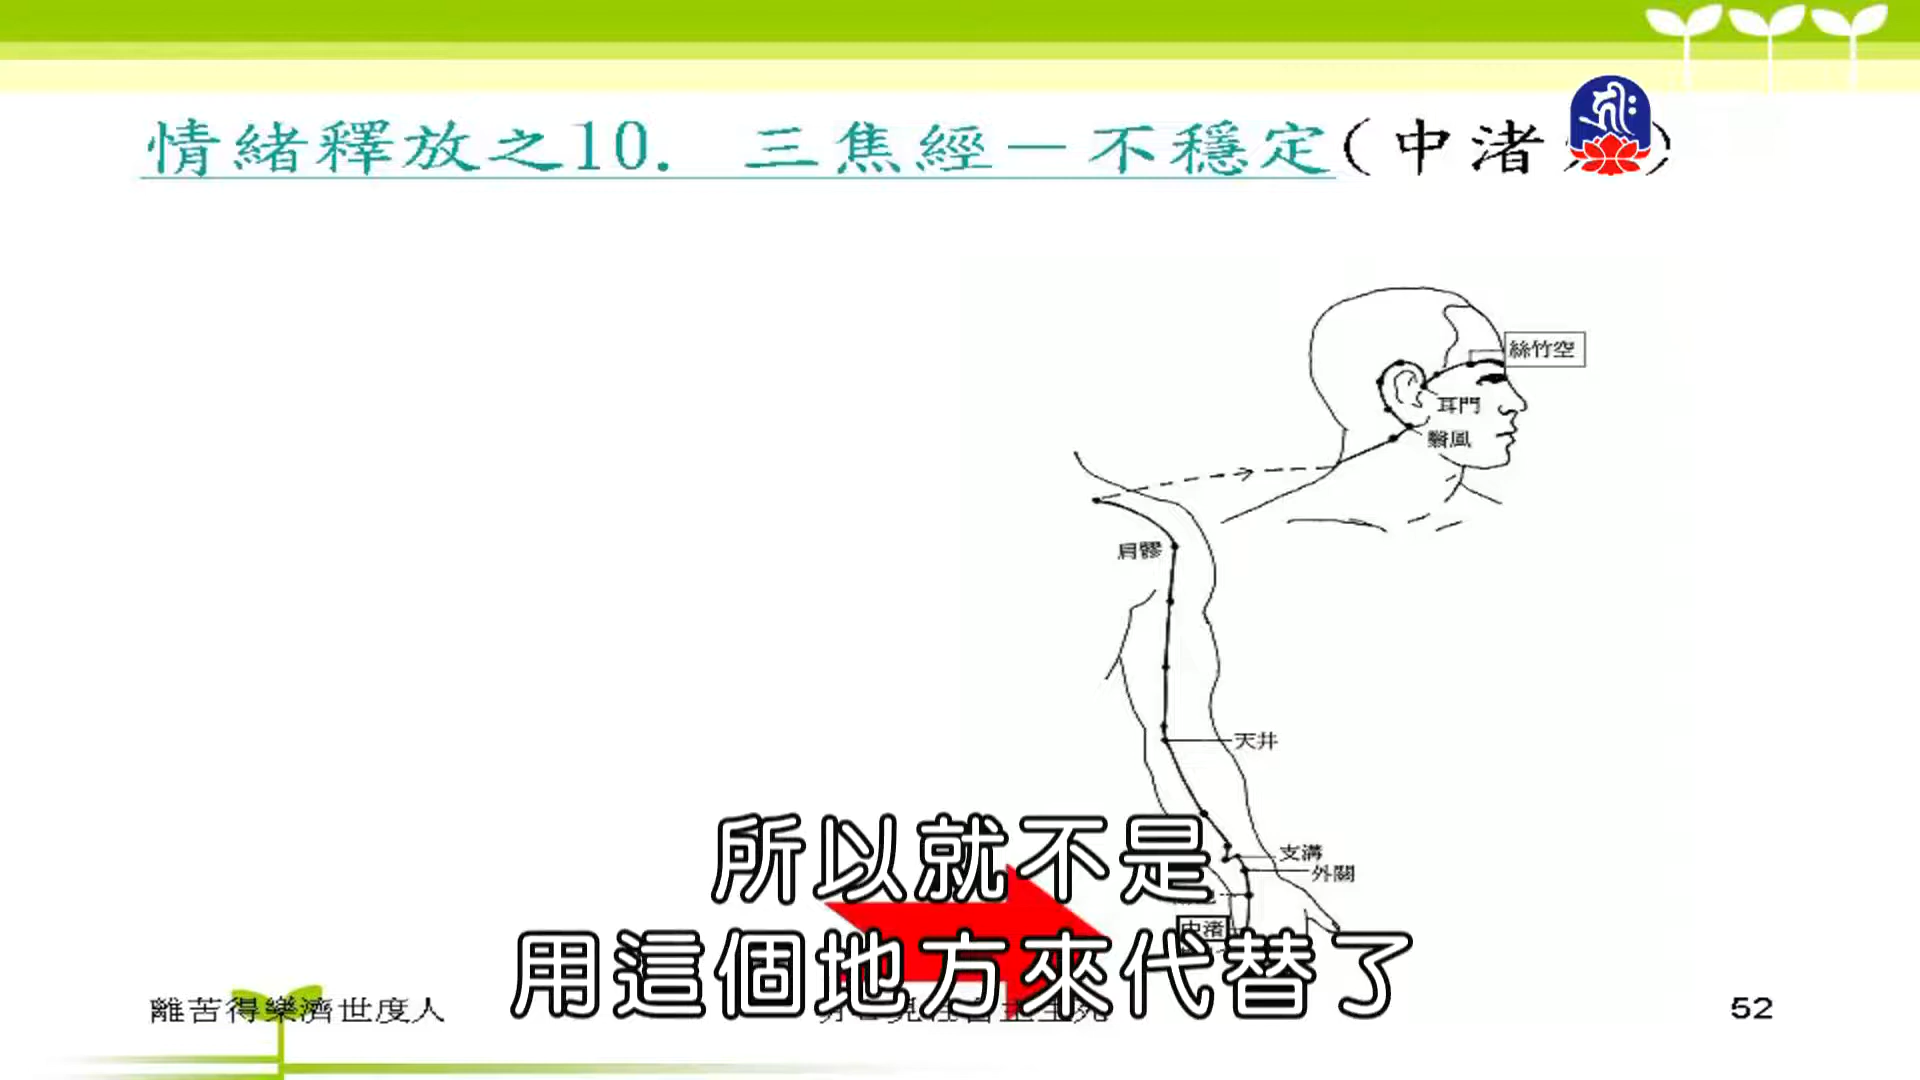 情緒釋放之10. 三焦經－不穩定(中渚 )
絲竹空
耳門
翳風
肩髎
天井
支溝
外關
中渚
所以就不是
用這個地方來代替了
離苦得樂濟世度人
52